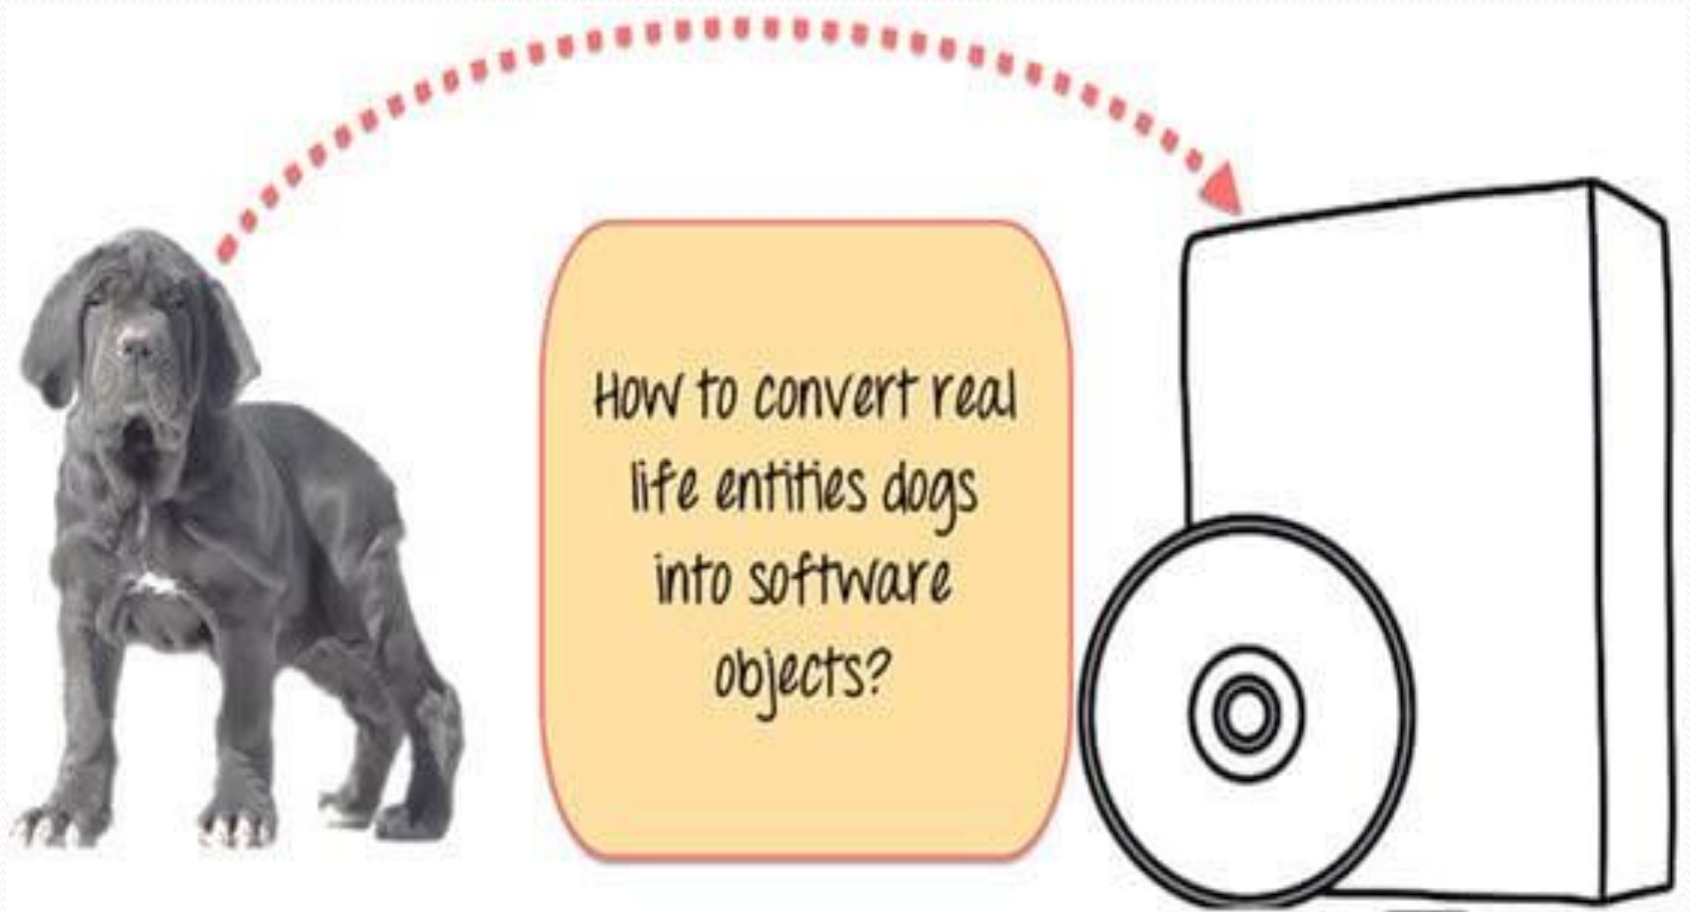 How to convert real
life entities dogs
into software
objects?